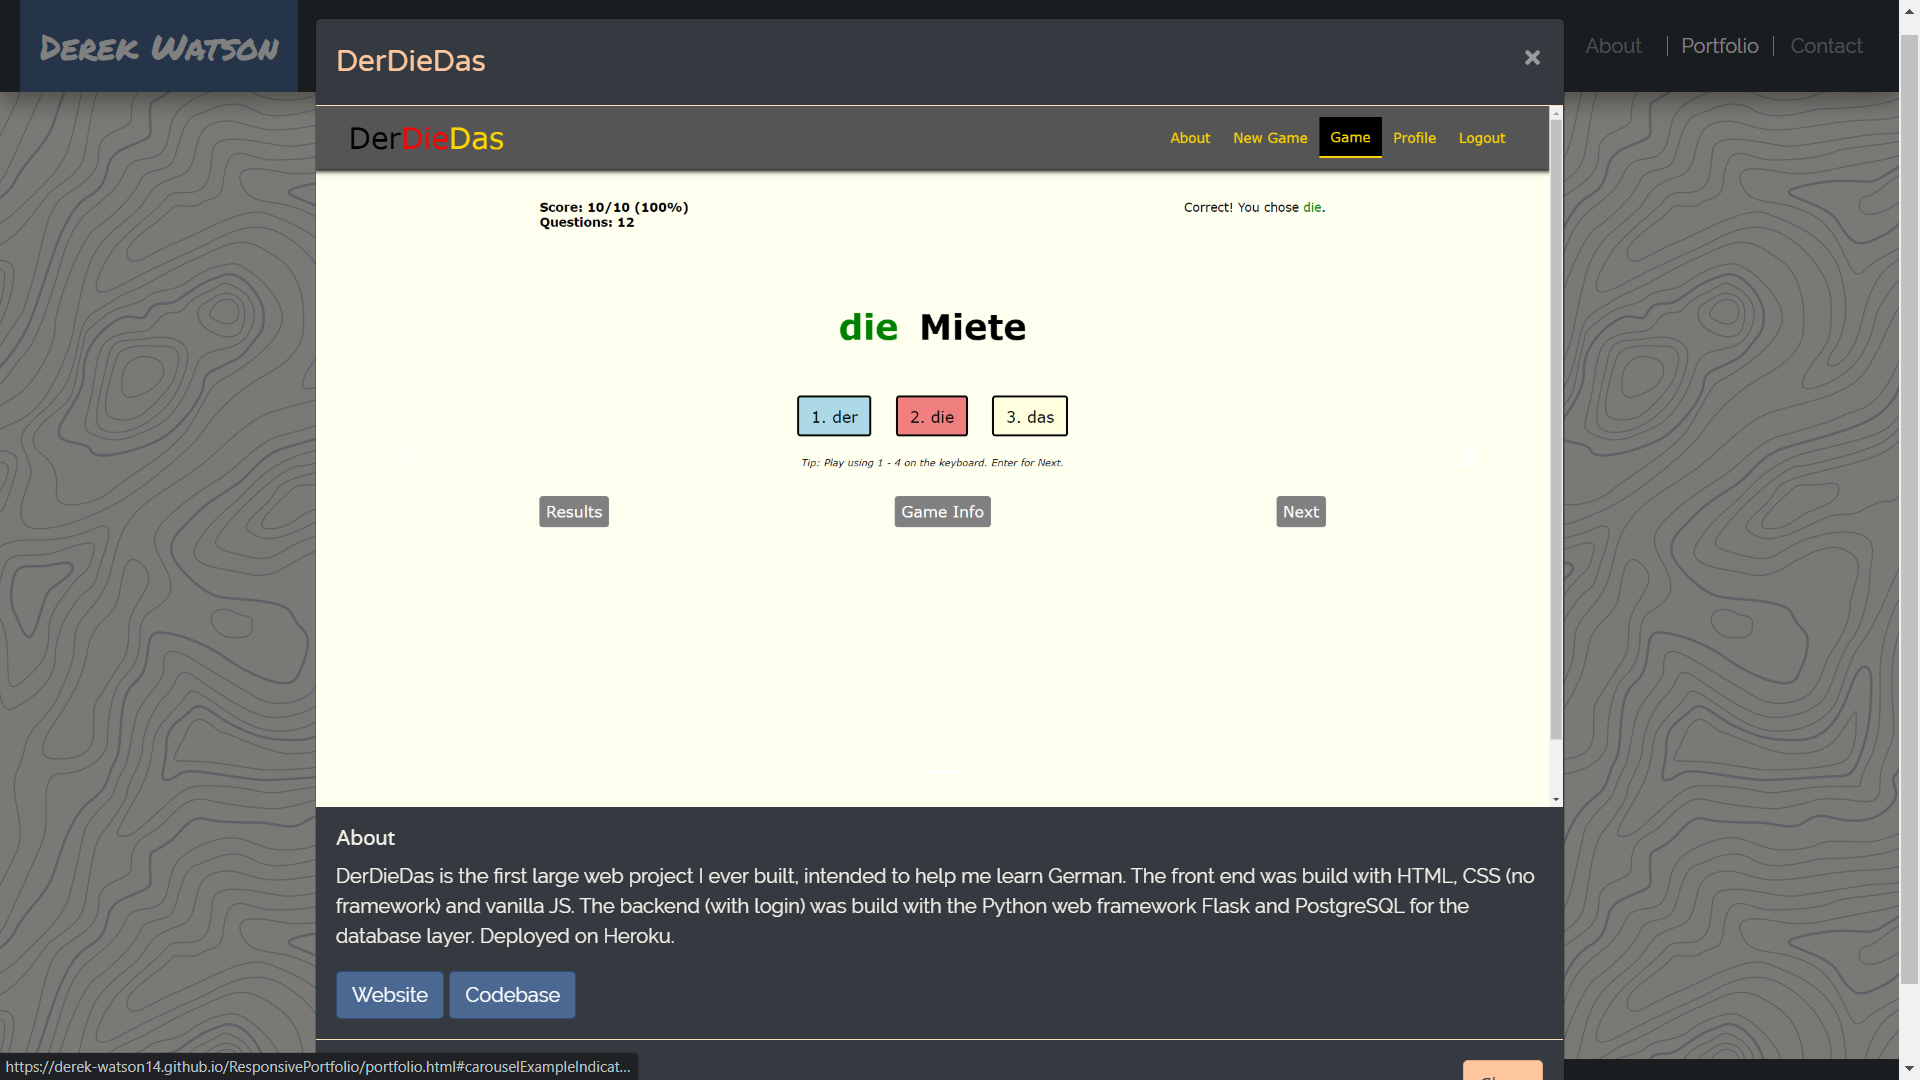 Derek Watson
About
Portfolio
Contact
DerDieDas
×
DerDieDas
About
New Game
Game
Profile
Logout
Score: 10/10 (100%)
Questions: 12
Correct! You chose die.
die Miete
1. der
2. die
3. das
Tip: Play using 1 - 4 on the keyboard. Enter for Next.
Results
Game Info
Next
About
DerDieDas is the first large web project I ever built, intended to help me learn German. The front end was build with HTML, CSS (no
framework) and vanilla JS. The backend (with login) was build with the Python web framework Flask and PostgreSQL for the
database layer. Deployed on Heroku.
Website
Codebase
https://derek-watson14.github.io/ResponsivePortfolio/portfolio.html#carouselExampleIndicat...